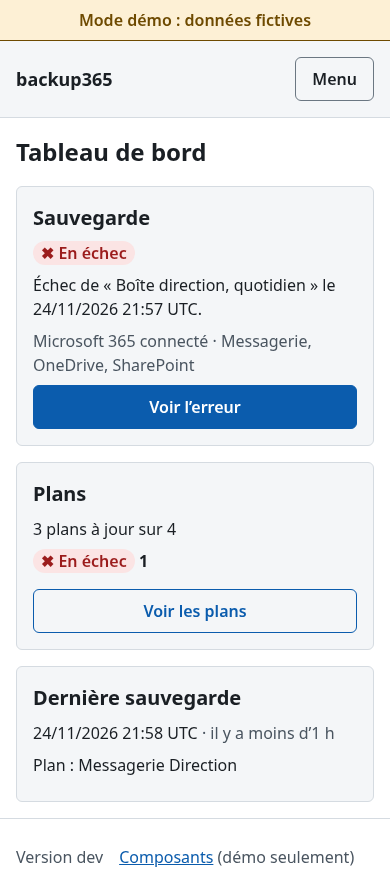 Mode démo : données fictives
backup365
Menu
Tableau de bord
Sauvegarde
✖ En échec
Échec de « Boîte direction, quotidien » le
24/11/2026 21:57 UTC.
Microsoft 365 connecté · Messagerie,
OneDrive, SharePoint
Voir l’erreur
Plans
3 plans à jour sur 4
✖ En échec 1
Voir les plans
Dernière sauvegarde
24/11/2026 21:58 UTC · il y a moins d’1 h
Plan : Messagerie Direction
Version dev Composants (démo seulement)